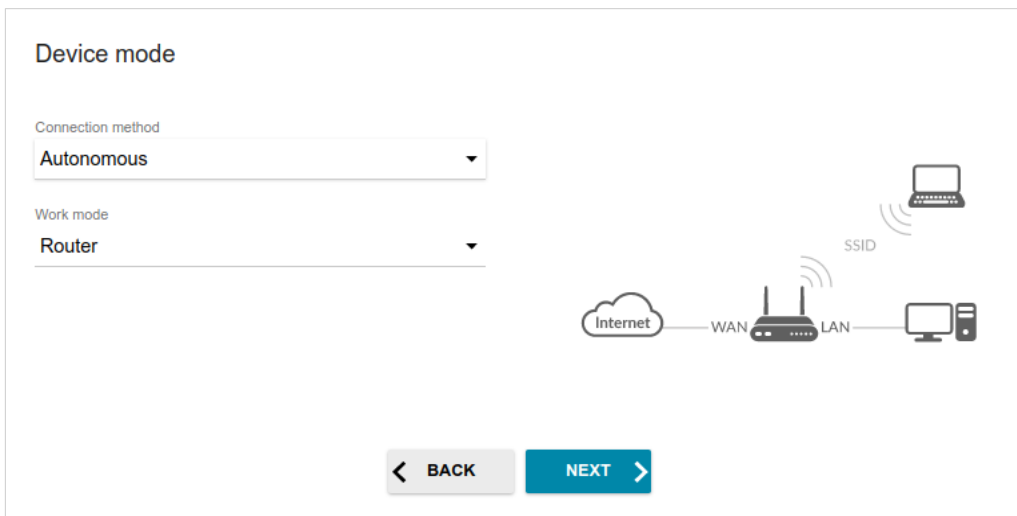 Device mode
Connection method
Autonomous
Work mode
Router
SSID
Internet
WAN
LAN
BACK
NEXT